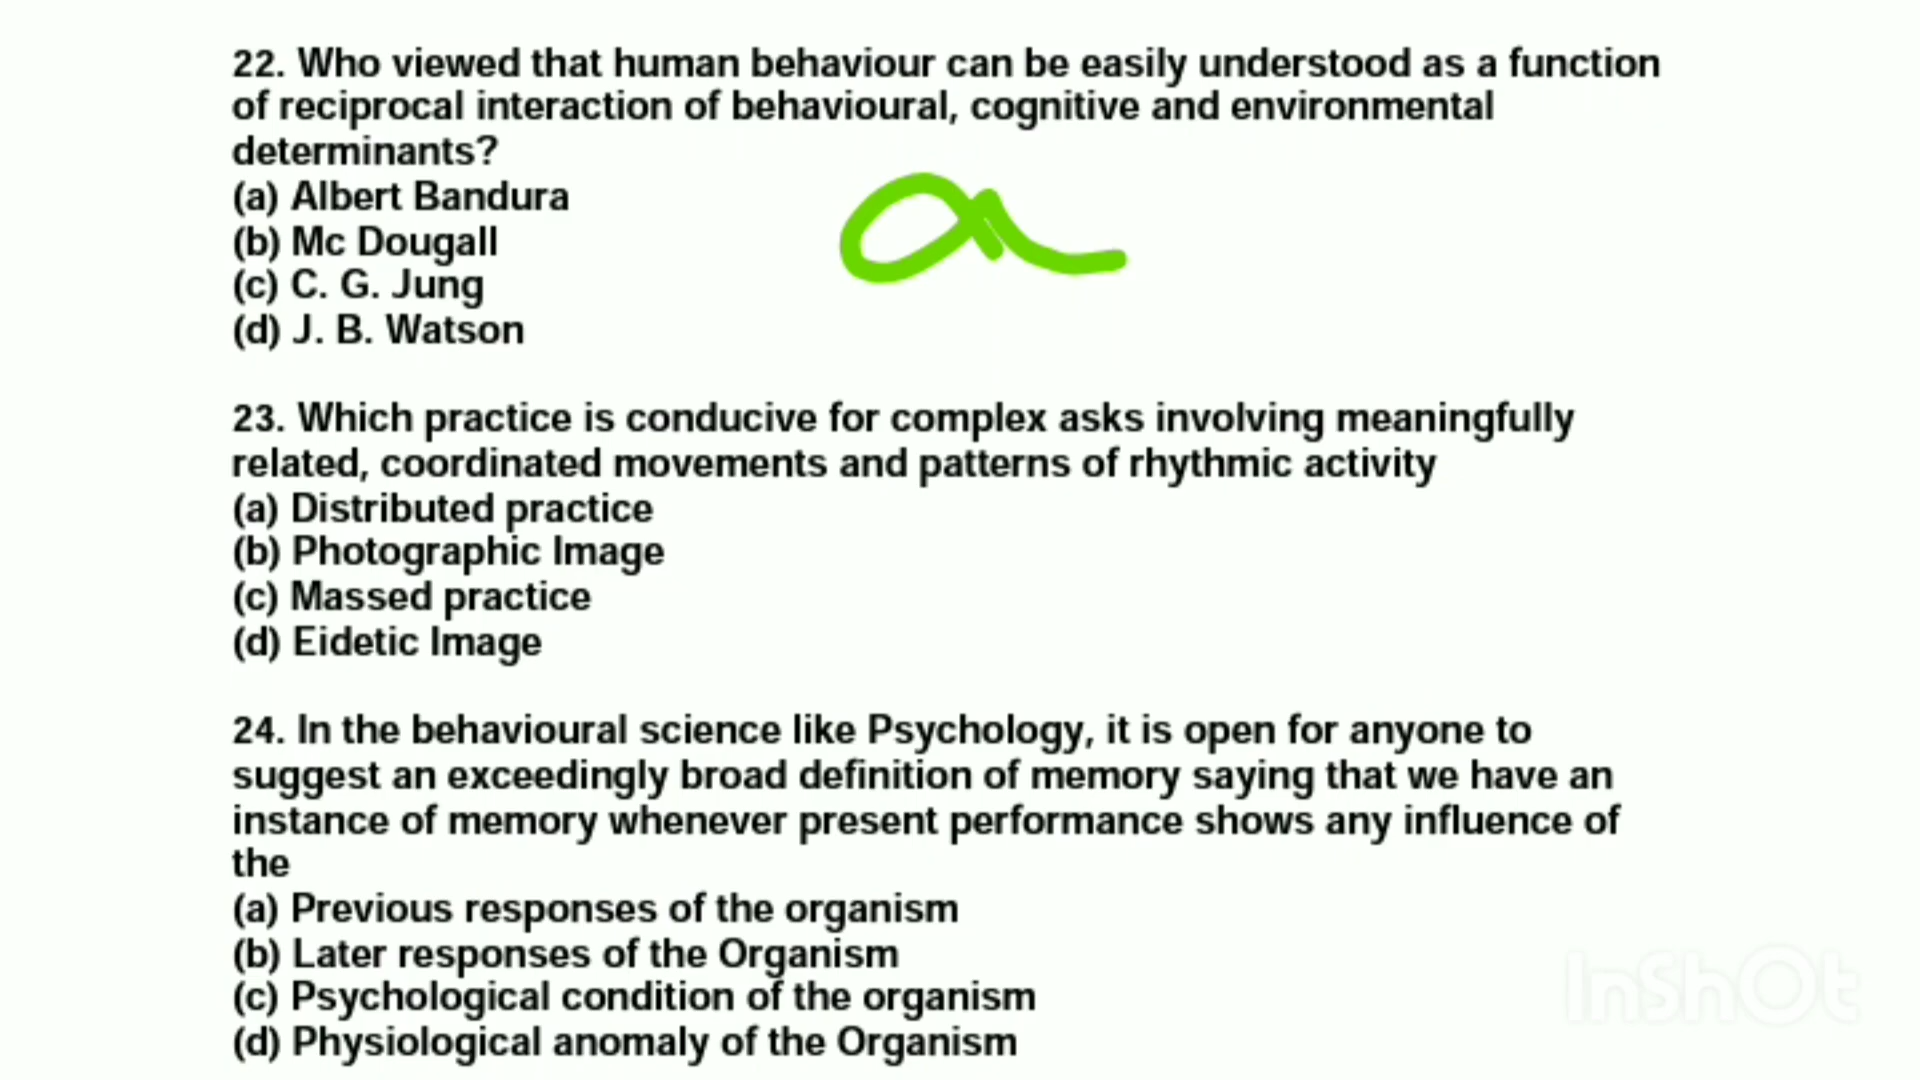 22. Who viewed that human behaviour can be easily understood as a function
of reciprocal interaction of behavioural, cognitive and environmental
determinants?
(a) Albert Bandura
a
(b) Mc Dougall
(c) C. G. Jung
(d) J. B. Watson
23. Which practice is conducive for complex asks involving meaningfully
related, coordinated movements and patterns of rhythmic activity
(a) Distributed practice
(b) Photographic Image
(c) Massed practice
(d) Eidetic Image
24. In the behavioural science like Psychology, it is open for anyone to
suggest an exceedingly broad definition of memory saying that we have an
instance of memory whenever present performance shows any influence of
the
(a) Previous responses of the organism
(b) Later responses of the Organism
(c) Psychological condition of the organism
(d) Physiological anomaly of the Organism
InShOt